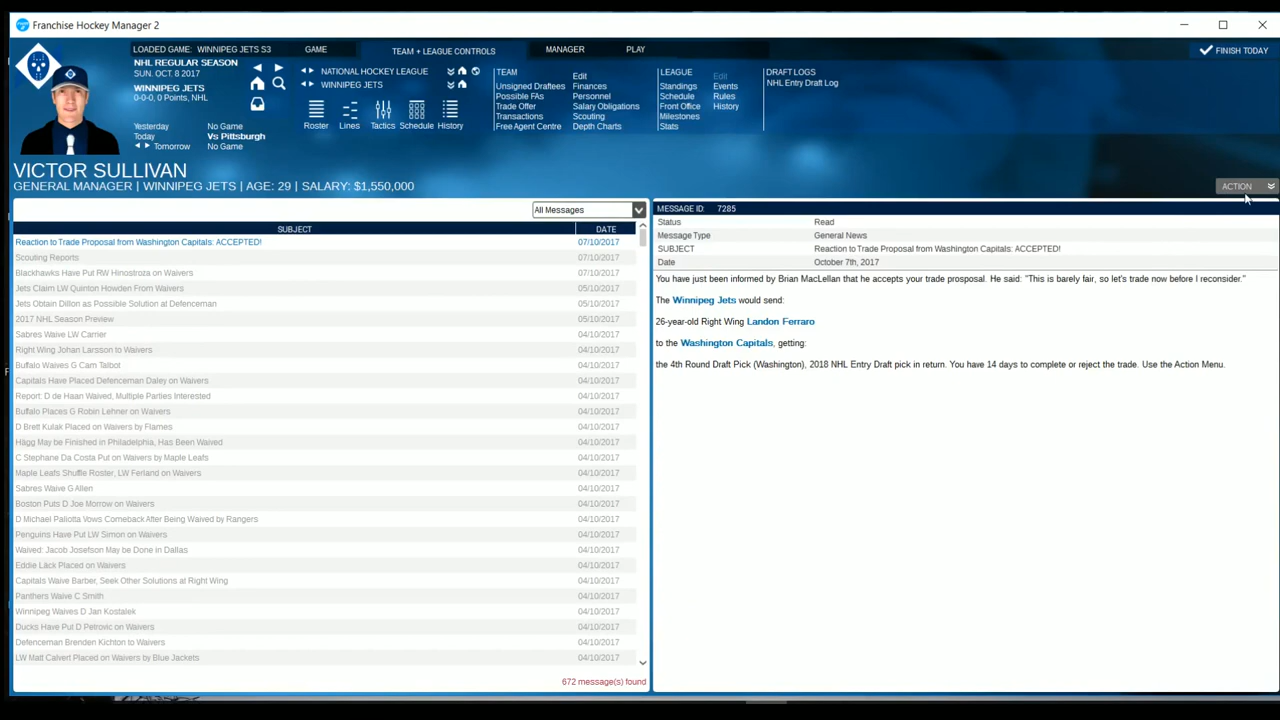 Franchise Hockey Manager 2
LOADED GAME: WINNIPEG JETS S3
GAME
TEAM + LEAGUE CONTROLS
MANAGER
PLAY
FINISH TODAY
NHL REGULAR SEASON
SUN. OCT. 8 2017
WINNIPEG JETS
0-0-0, 0 Points, NHL
Yesterday No Game
Today Vs Pittsburgh
Tomorrow No Game
NATIONAL HOCKEY LEAGUE
WINNIPEG JETS
Roster Lines Tactics Schedule History
TEAM Edit
Unsigned Draftees Finances
Possible FAs Personnel
Trade Offer Salary Obligations
Transactions Scouting
Free Agent Centre Depth Charts
LEAGUE Edit
Standings Events
Schedule Rules
Front Office History
Milestones
Stats
DRAFT LOGS
NHL Entry Draft Log
VICTOR SULLIVAN
GENERAL MANAGER | WINNIPEG JETS | AGE: 29 | SALARY: $1,550,000
ACTION
All Messages
SUBJECT DATE
Reaction to Trade Proposal from Washington Capitals: ACCEPTED! 07/10/2017
Scouting Reports 07/10/2017
Blackhawks Have Put RW Hinostroza on Waivers 07/10/2017
Jets Claim LW Quinton Howden From Waivers 05/10/2017
Jets Obtain Dillon as Possible Solution at Defenceman 05/10/2017
2017 NHL Season Preview 05/10/2017
Sabres Waive LW Carrier 04/10/2017
Right Wing Johan Larsson to Waivers 04/10/2017
Buffalo Waives G Cam Talbot 04/10/2017
Capitals Have Placed Defenceman Daley on Waivers 04/10/2017
Report: D de Haan Waived, Multiple Parties Interested 04/10/2017
Buffalo Places G Robin Lehner on Waivers 04/10/2017
D Brett Kulak Placed on Waivers by Flames 04/10/2017
Hägg May be Finished in Philadelphia, Has Been Waived 04/10/2017
C Stephane Da Costa Put on Waivers by Maple Leafs 04/10/2017
Maple Leafs Shuffle Roster, LW Ferland on Waivers 04/10/2017
Sabres Waive G Allen 04/10/2017
Boston Puts D Joe Morrow on Waivers 04/10/2017
D Michael Paliotta Vows Comeback After Being Waived by Rangers 04/10/2017
Penguins Have Put LW Simon on Waivers 04/10/2017
Waived: Jacob Josefson May be Done in Dallas 04/10/2017
Eddie Läck Placed on Waivers 04/10/2017
Capitals Waive Barber, Seek Other Solutions at Right Wing 04/10/2017
Panthers Waive C Smith 04/10/2017
Winnipeg Waives D Jan Kostalek 04/10/2017
Ducks Have Put D Petrovic on Waivers 04/10/2017
Defenceman Brenden Kichton to Waivers 04/10/2017
LW Matt Calvert Placed on Waivers by Blue Jackets 04/10/2017
672 message(s) found
MESSAGE ID: 7285
Status Read
Message Type General News
SUBJECT Reaction to Trade Proposal from Washington Capitals: ACCEPTED!
Date October 7th, 2017
You have just been informed by Brian MacLellan that he accepts your trade prosposal. He said: "This is barely fair, so let's trade now before I reconsider."
The Winnipeg Jets would send:
26-year-old Right Wing Landon Ferraro
to the Washington Capitals, getting:
the 4th Round Draft Pick (Washington), 2018 NHL Entry Draft pick in return. You have 14 days to complete or reject the trade. Use the Action Menu.